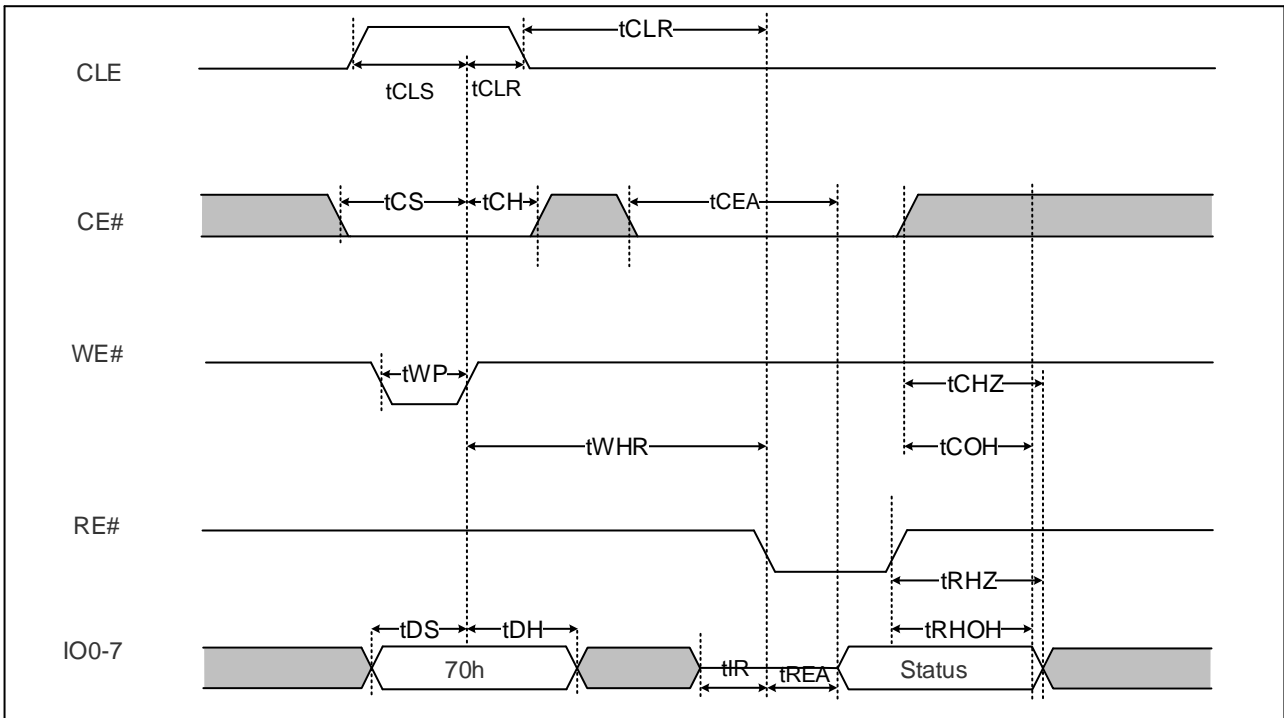 tCLR
CLE
tCLS
tCLR
CE#
tCS
tCH
tCEA
WE#
tWP
tCHZ
tWHR
tCOH
RE#
tRHZ
tDS
tDH
tRHOH
IO0-7
70h
tIR
tREA
Status